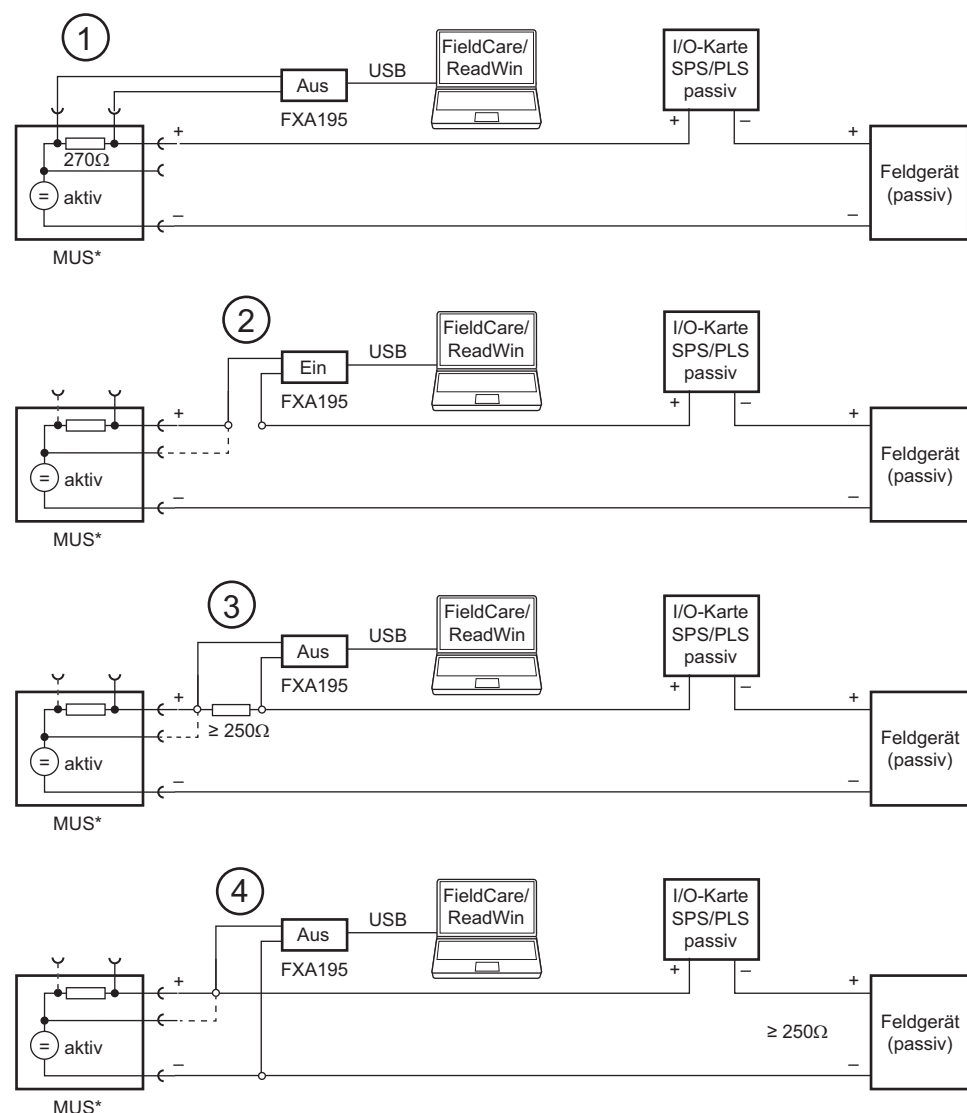 1
FieldCare/
ReadWin
I/O-Karte
SPS/PLS
passiv
USB
Aus
FXA195
+
+
–
+
270Ω
Feldgerät
(passiv)
=
aktiv
–
–
MUS*
2
FieldCare/
ReadWin
I/O-Karte
SPS/PLS
passiv
USB
Ein
FXA195
+
+
–
+
Feldgerät
(passiv)
=
aktiv
–
–
MUS*
3
FieldCare/
ReadWin
I/O-Karte
SPS/PLS
passiv
USB
Aus
FXA195
+
+
–
+
≥ 250Ω
Feldgerät
(passiv)
=
aktiv
–
–
MUS*
4
FieldCare/
ReadWin
I/O-Karte
SPS/PLS
passiv
USB
Aus
FXA195
+
+
–
+
≥ 250Ω
Feldgerät
(passiv)
=
aktiv
–
–
MUS*